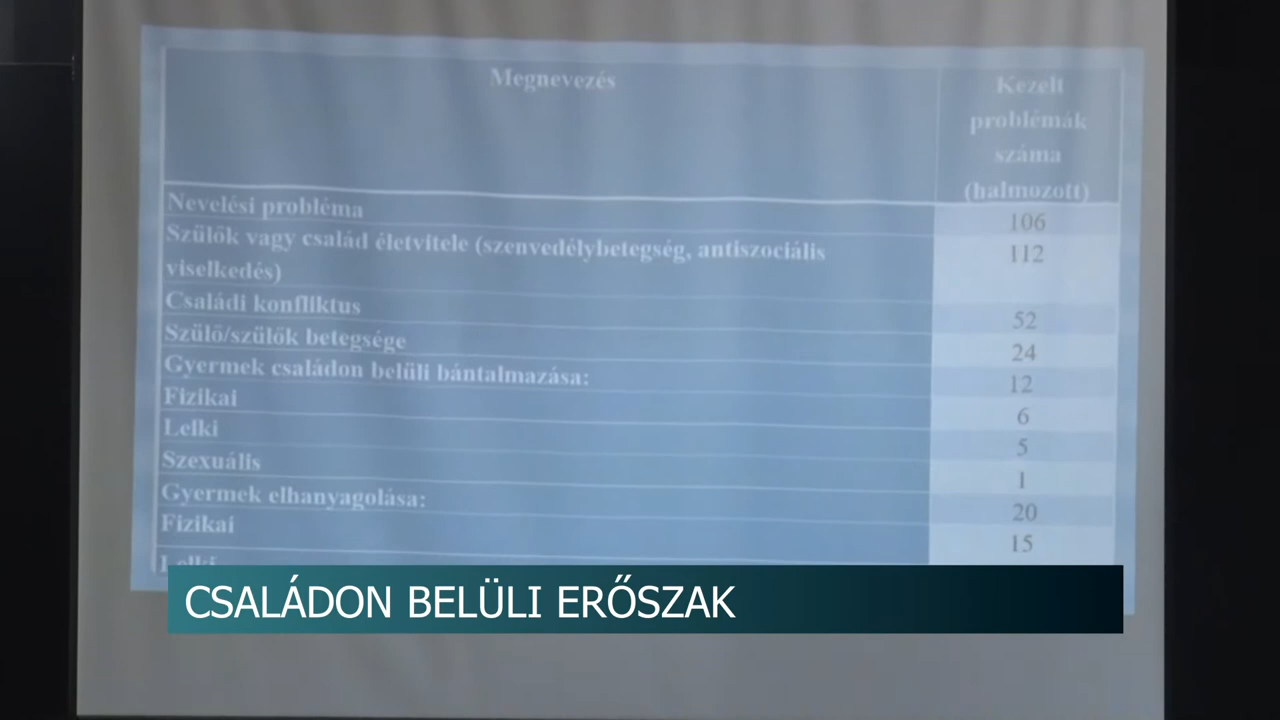 Megnevezés
Kezelt
problémák
száma
(halmozott)
Nevelési probléma
106
Szülők vagy család életvitele (szenvedélybetegség, antiszociális
112
viselkedés)
Családi konfliktus
52
Szülő/szülők betegsége
24
Gyermek családon belüli bántalmazása:
12
Fizikai
6
Lelki
5
Szexuális
1
Gyermek elhanyagolása:
20
Fizikai
15
Lelki
CSALÁDON BELÜLI ERŐSZAK